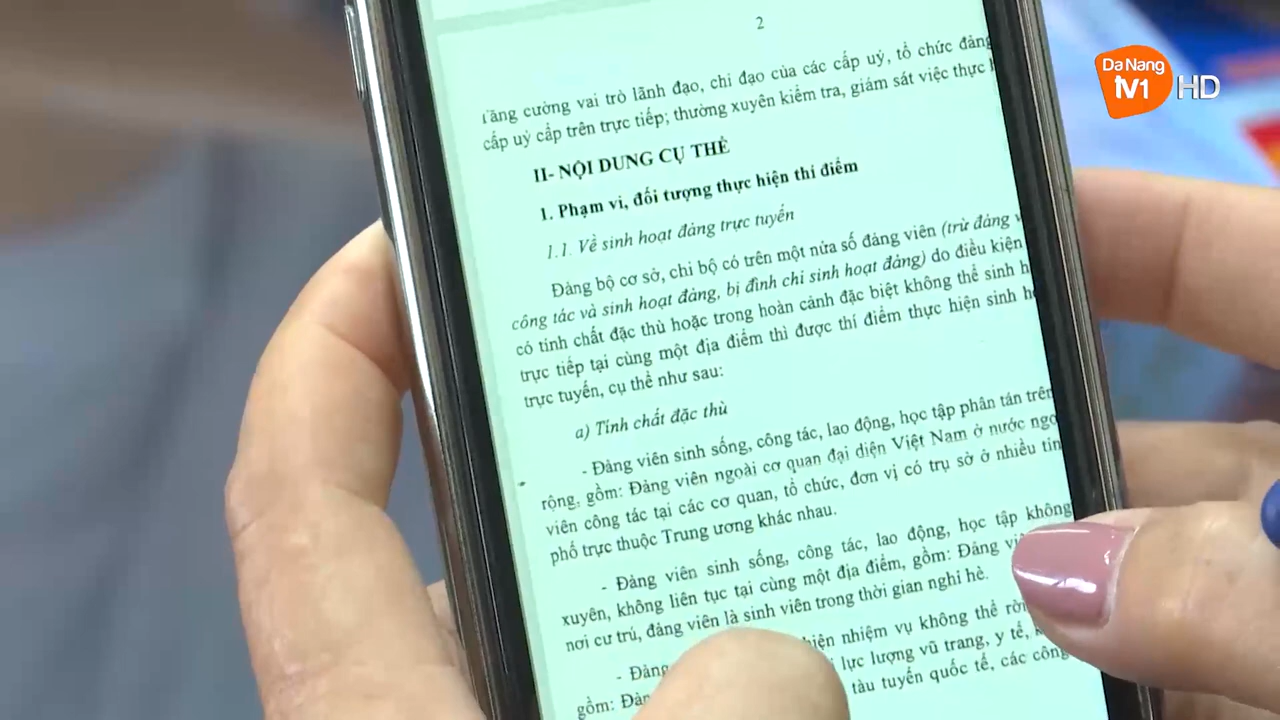 2
Da Nang
TV1 HD
Tăng cường vai trò lãnh đạo, chỉ đạo của các cấp uỷ, tổ chức đảng
cấp uỷ cấp trên trực tiếp; thường xuyên kiểm tra, giám sát việc thực
II- NỘI DUNG CỤ THỂ
1. Phạm vi, đối tượng thực hiện thí điểm
1.1. Về sinh hoạt đảng trực tuyến
Đảng bộ cơ sở, chi bộ có trên một nửa số đảng viên (trừ đảng
công tác và sinh hoạt đảng, bị đình chỉ sinh hoạt đảng) do điều kiện
có tính chất đặc thù hoặc trong hoàn cảnh đặc biệt không thể sinh
trực tiếp tại cùng một địa điểm thì được thí điểm thực hiện sinh
trực tuyến, cụ thể như sau:
a) Tính chất đặc thù
- Đảng viên sinh sống, công tác, lao động, học tập phân tán trên
rộng, gồm: Đảng viên ngoài cơ quan đại diện Việt Nam ở nước
viên công tác tại các cơ quan, tổ chức, đơn vị có trụ sở ở nhiều
phố trực thuộc Trung ương khác nhau.
- Đảng viên sinh sống, công tác, lao động, học tập không
xuyên, không liên tục tại cùng một địa điểm, gồm: Đảng
nơi cư trú, đảng viên là sinh viên trong thời gian nghỉ hè.
- nhiệm vụ không thể
gồm: lực lượng vũ trang, y tế,
tàu tuyến quốc tế, các công